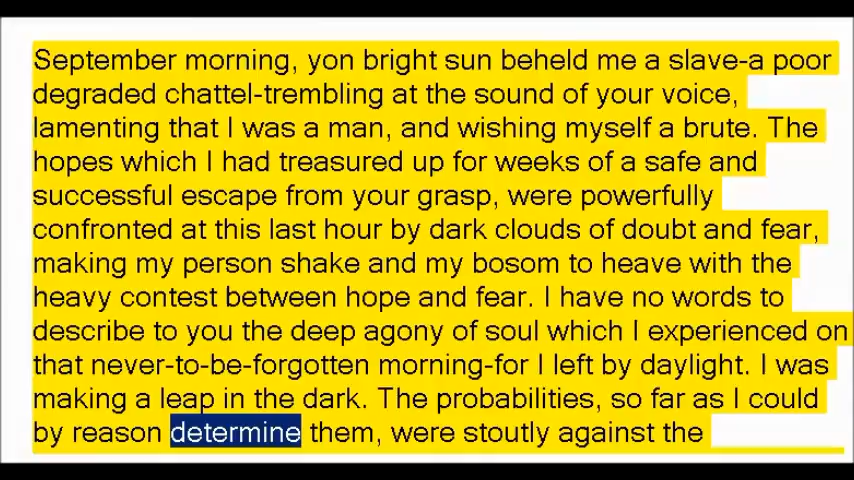 September morning, yon bright sun beheld me a slave-a poor
degraded chattel-trembling at the sound of your voice,
lamenting that I was a man, and wishing myself a brute. The
hopes which I had treasured up for weeks of a safe and
successful escape from your grasp, were powerfully
confronted at this last hour by dark clouds of doubt and fear,
making my person shake and my bosom to heave with the
heavy contest between hope and fear. I have no words to
describe to you the deep agony of soul which I experienced on
that never-to-be-forgotten morning-for I left by daylight. I was
making a leap in the dark. The probabilities, so far as I could
by reason determine them, were stoutly against the